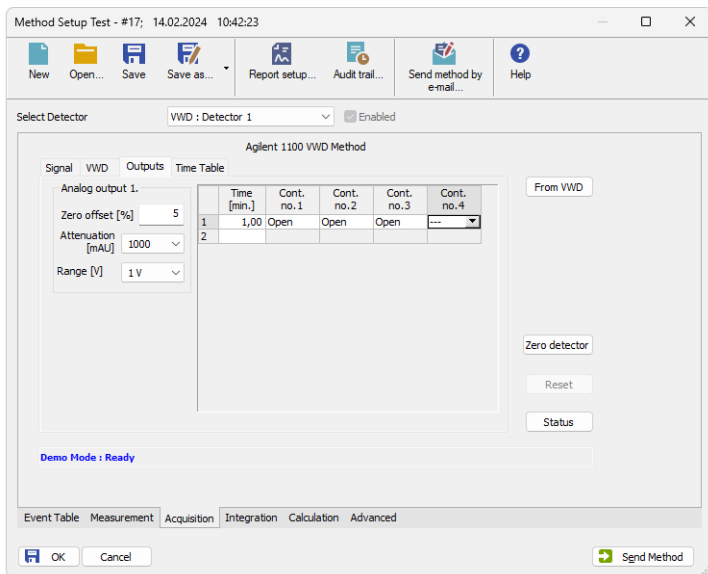 Method Setup Test - #17;  14.02.2024  10:42:23
New Open... Save Save as... Report setup... Audit trail... Send method by e-mail... Help
Select Detector VWD : Detector 1 Enabled
Agilent 1100 VWD Method
Signal VWD Outputs Time Table
Analog output 1.
Zero offset [%] 5
Attenuation [mAU] 1000
Range [V] 1 V
Time [min.] Cont. no.1 Cont. no.2 Cont. no.3 Cont. no.4
1 1,00 Open Open Open ---
2
From VWD
Zero detector
Reset
Status
Demo Mode : Ready
Event Table Measurement Acquisition Integration Calculation Advanced
OK Cancel Send Method